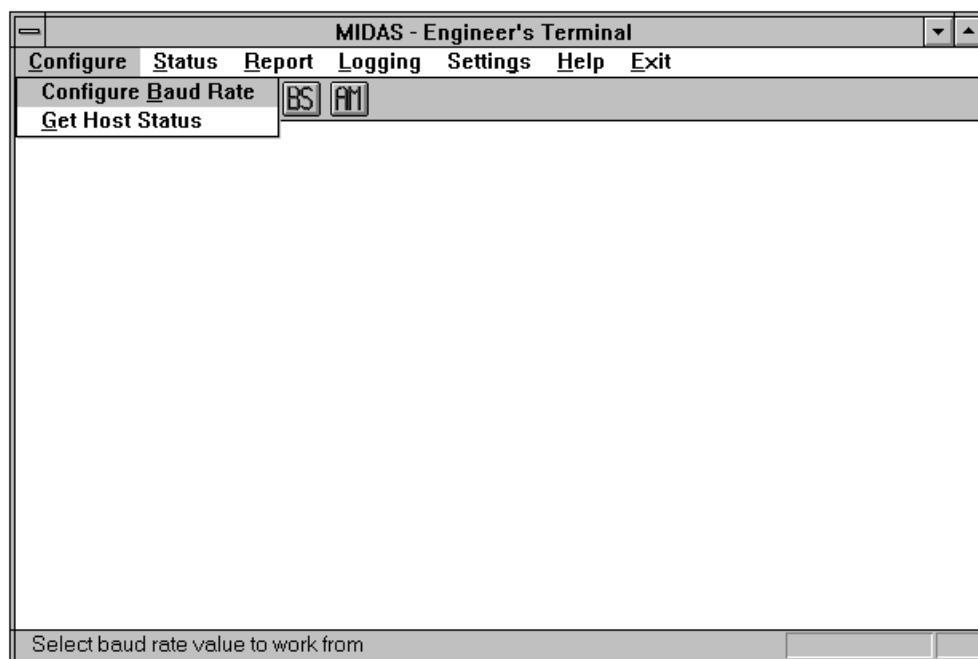 MIDAS - Engineer's Terminal
Configure Status Report Logging Settings Help Exit
Configure Baud Rate
BS AM
Get Host Status
Select baud rate value to work from